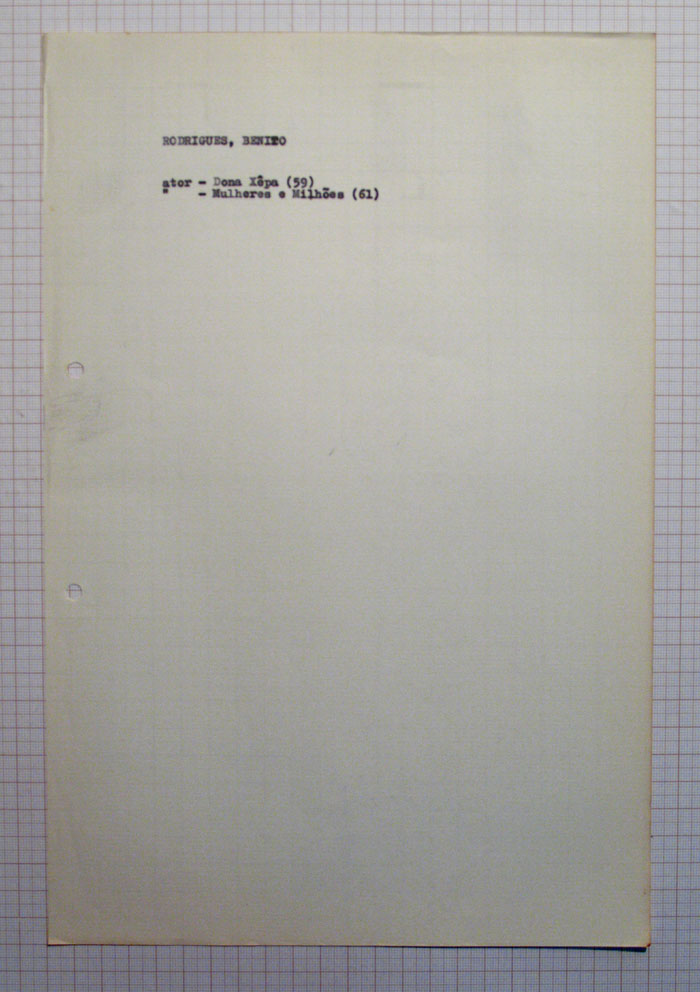 RODRIGUES, BENITO
ator - Dona Xêpa (59)
" - Mulheres e Milhões (61)